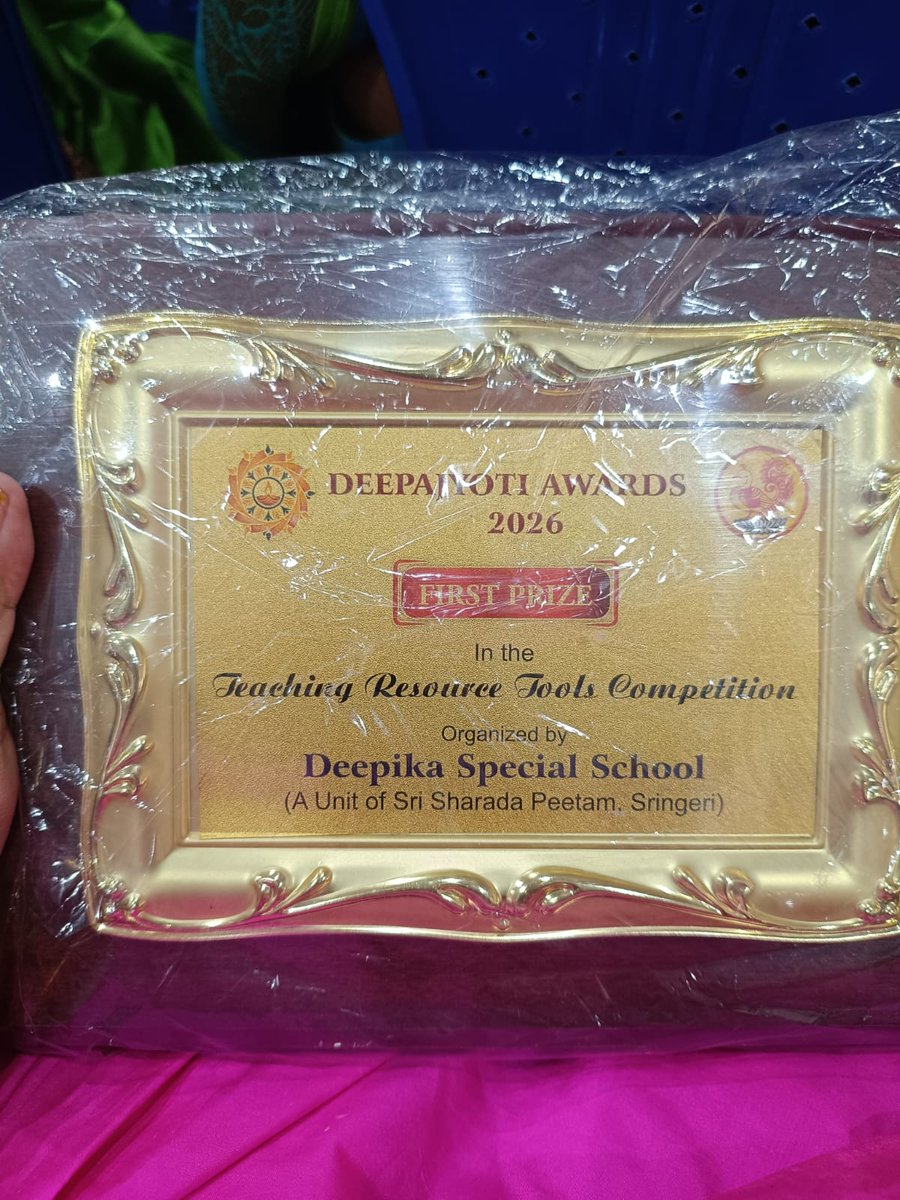 DEEPAJYOTI AWARDS
2026
FIRST PRIZE
In the
Teaching Resource Tools Competition
Organized by
Deepika Special School
(A Unit of Sri Sharada Peetam. Sringeri)